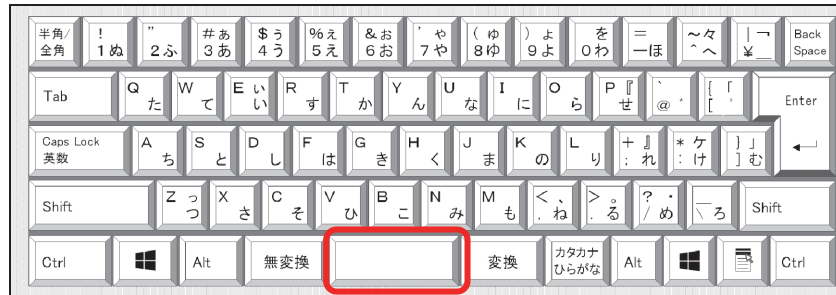 半角/ 全角 ! 1 ぬ " 2 ふ # ぁ 3 あ $ ぅ 4 う % ぇ 5 え & ぉ 6 お ' ゃ 7 や ( ゅ 8 ゆ ) ょ 9 よ を 0 わ = ー ほ ～ 々 ^ へ | ¬ ¥ _ Back Space
Tab Q た W て E ぃ い R す T か Y ん U な I に O ら P 『 せ ` @ ゛ { 「 [ ゜ Enter
Caps Lock 英数 A ち S と D し F は G き H く J ま K の L り + 』 ; れ * ヶ : け } 」 ] む
Shift Z っ つ X さ C そ V ひ B こ N み M も < 、 . ね > 。 . る ? ・ / め _ \ ろ Shift
Ctrl Alt 無変換 変換 カタカナ ひらがな Alt Ctrl